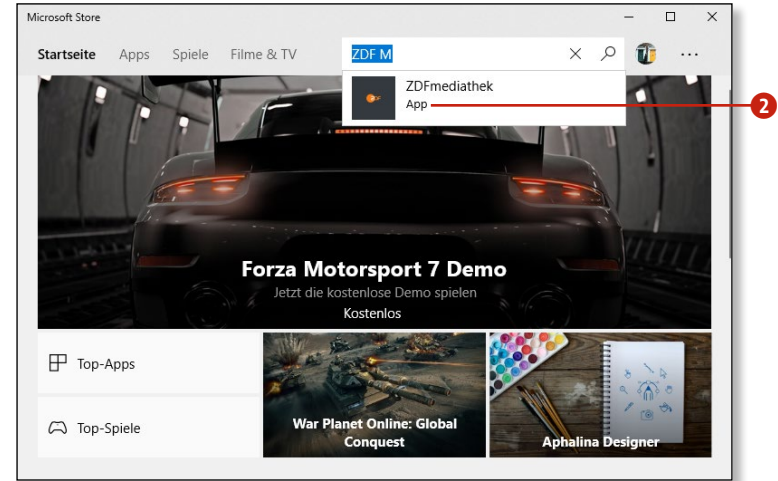 Microsoft Store
Startseite Apps Spiele Filme & TV ZDF M
ZDFmediathek
App
2
Forza Motorsport 7 Demo
Jetzt die kostenlose Demo spielen
Kostenlos
Top-Apps
Top-Spiele
War Planet Online: Global
Conquest
Aphalina Designer